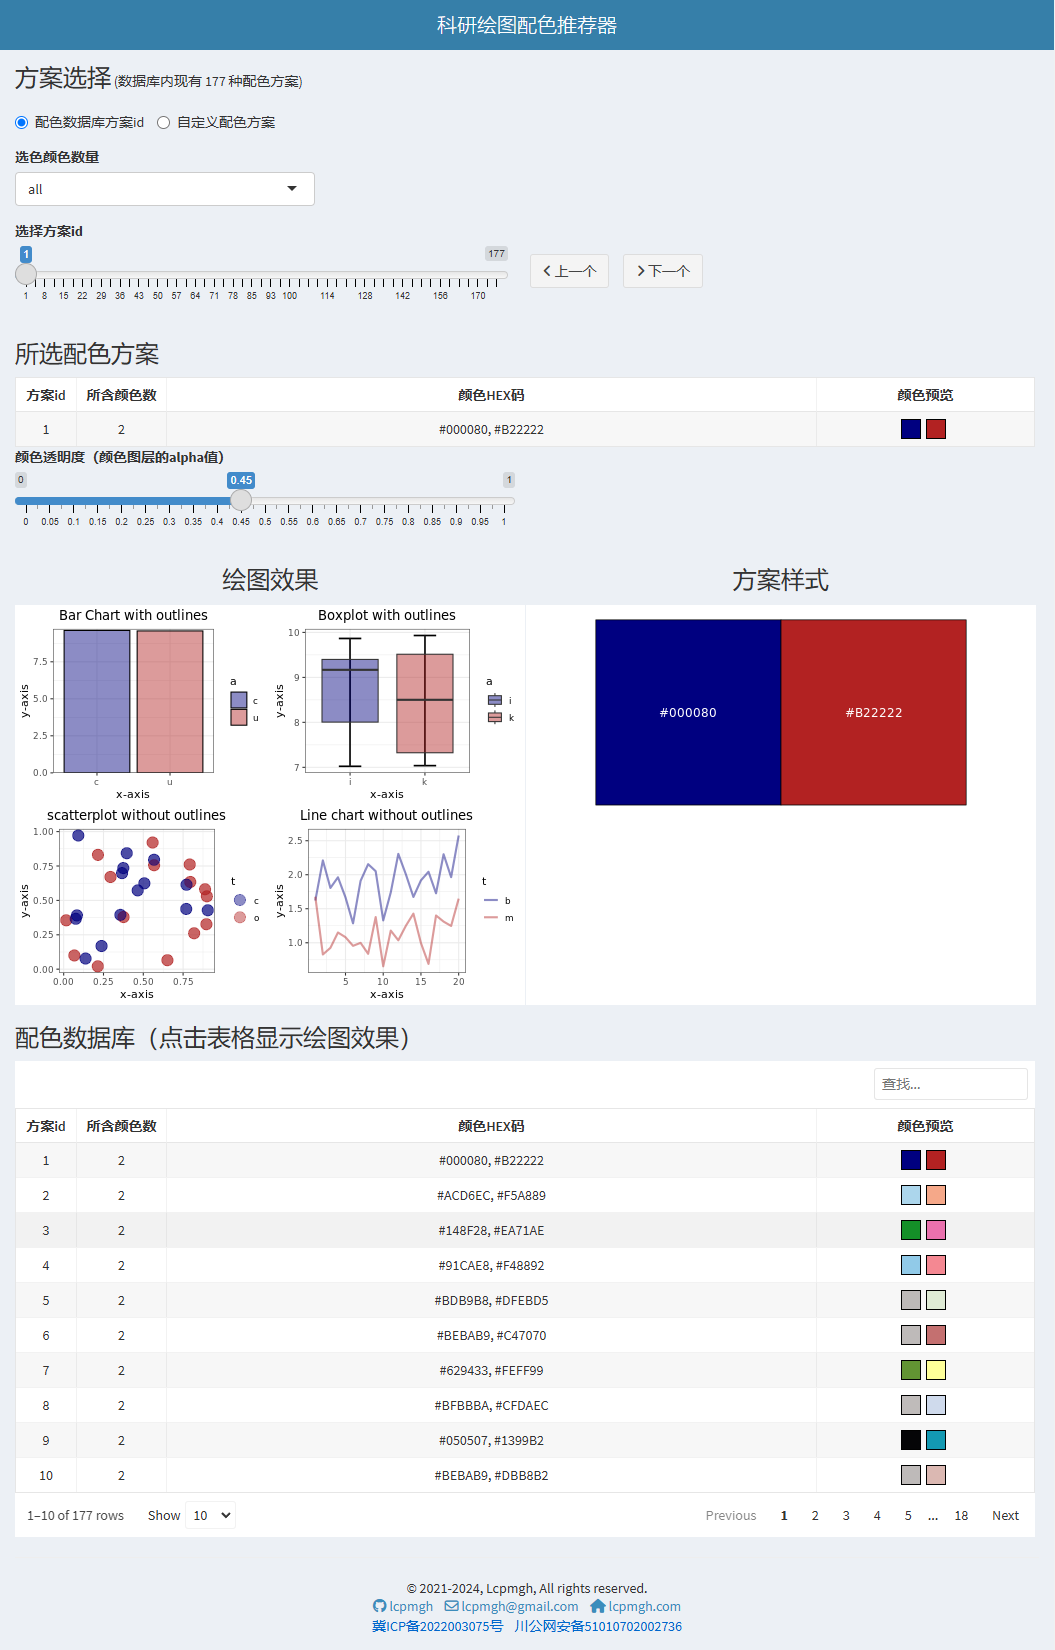 科研绘图配色推荐器
方案选择 (数据库内现有 177 种配色方案)
配色数据库方案id 自定义配色方案
选色颜色数量
all
选择方案id
1 177
1 8 15 22 29 36 43 50 57 64 71 78 85 93 100 114 128 142 156 170
上一个 下一个
所选配色方案
方案id 所含颜色数 颜色HEX码 颜色预览
1 2 #000080, #B22222
颜色透明度（颜色图层的alpha值）
0 0.45 1
0 0.05 0.1 0.15 0.2 0.25 0.3 0.35 0.4 0.45 0.5 0.55 0.6 0.65 0.7 0.75 0.8 0.85 0.9 0.95 1
绘图效果 方案样式
Bar Chart with outlines
y-axis
7.5
5.0
2.5
0.0
c u
x-axis
a
c
u
Boxplot with outlines
y-axis
10
9
8
7
i k
x-axis
a
i
k
scatterplot without outlines
y-axis
1.00
0.75
0.50
0.25
0.00
0.00 0.25 0.50 0.75
x-axis
t
c
o
Line chart without outlines
y-axis
2.5
2.0
1.5
1.0
5 10 15 20
x-axis
t
b
m
#000080 #B22222
配色数据库（点击表格显示绘图效果）
查找...
方案id 所含颜色数 颜色HEX码 颜色预览
1 2 #000080, #B22222
2 2 #ACD6EC, #F5A889
3 2 #148F28, #EA71AE
4 2 #91CAE8, #F48892
5 2 #BDB9B8, #DFEBD5
6 2 #BEBAB9, #C47070
7 2 #629433, #FEFF99
8 2 #BFBBBA, #CFDAEC
9 2 #050507, #1399B2
10 2 #BEBAB9, #DBB8B2
1–10 of 177 rows Show 10 Previous 1 2 3 4 5 ... 18 Next
© 2021-2024, Lcpmgh, All rights reserved.
lcpmgh lcpmgh@gmail.com lcpmgh.com
冀ICP备2022003075号 川公网安备51010702002736